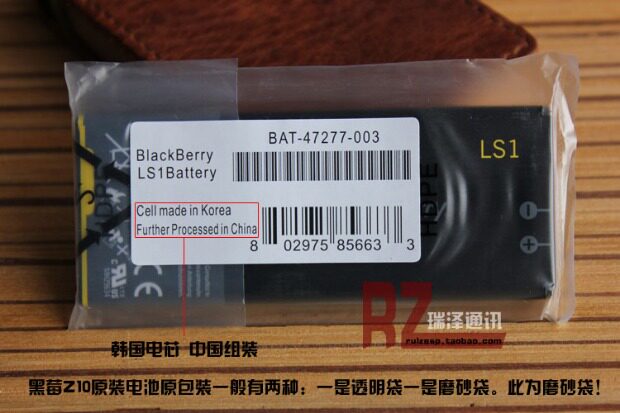 BAT-47277-003
BlackBerry
LS1Battery
LS1
Cell made in Korea
Further Processed in China
8 02975 85663 3
HDPE
RZ 瑞泽通讯
ruizesp.taobao.com
韩国电芯 中国组装
黑莓Z10原装电池原包装一般有两种：一是透明袋一是磨砂袋。此为磨砂袋！